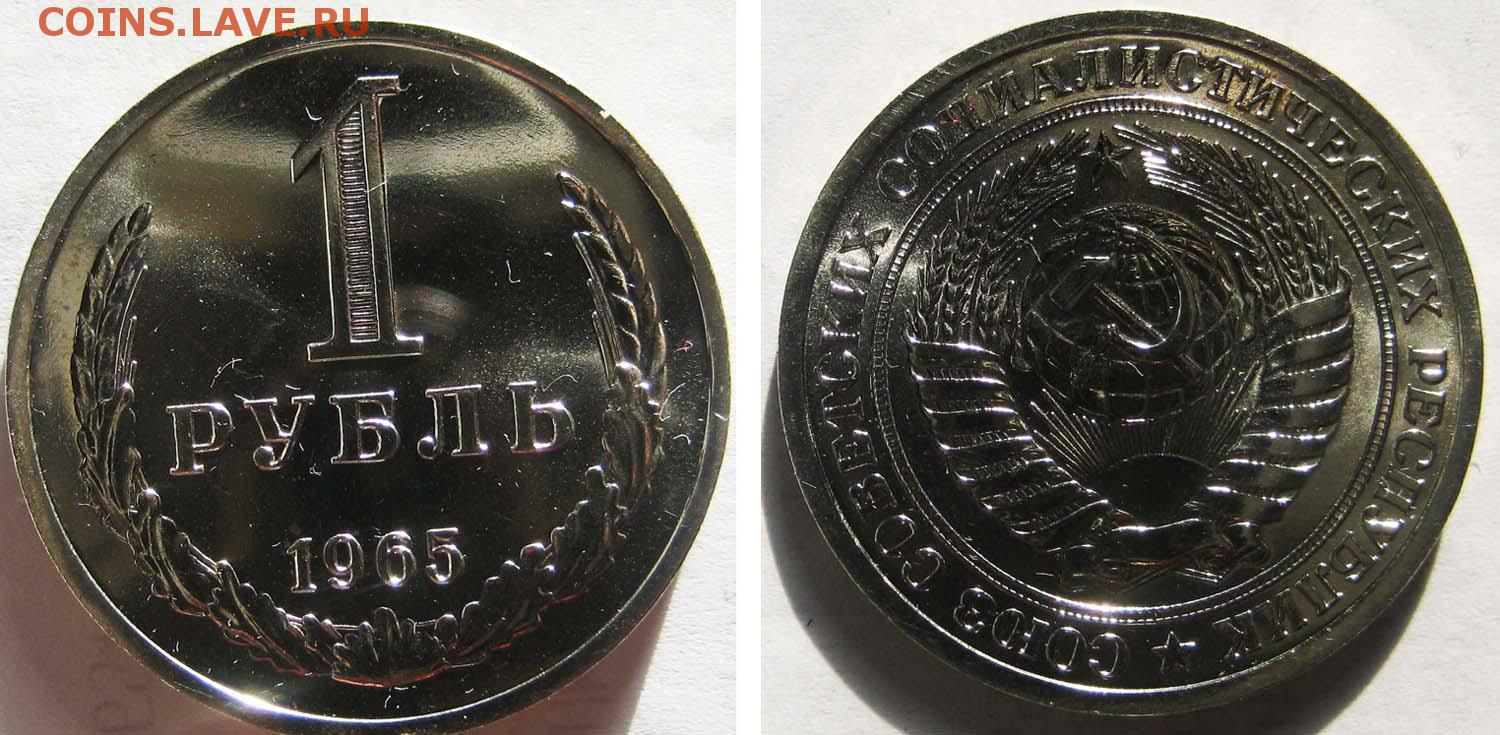 COINS.LAVE.RU
1
РУБЛЬ
1965
СОЮЗ СОВЕТСКИХ СОЦИАЛИСТИЧЕСКИХ РЕСПУБЛИК ★